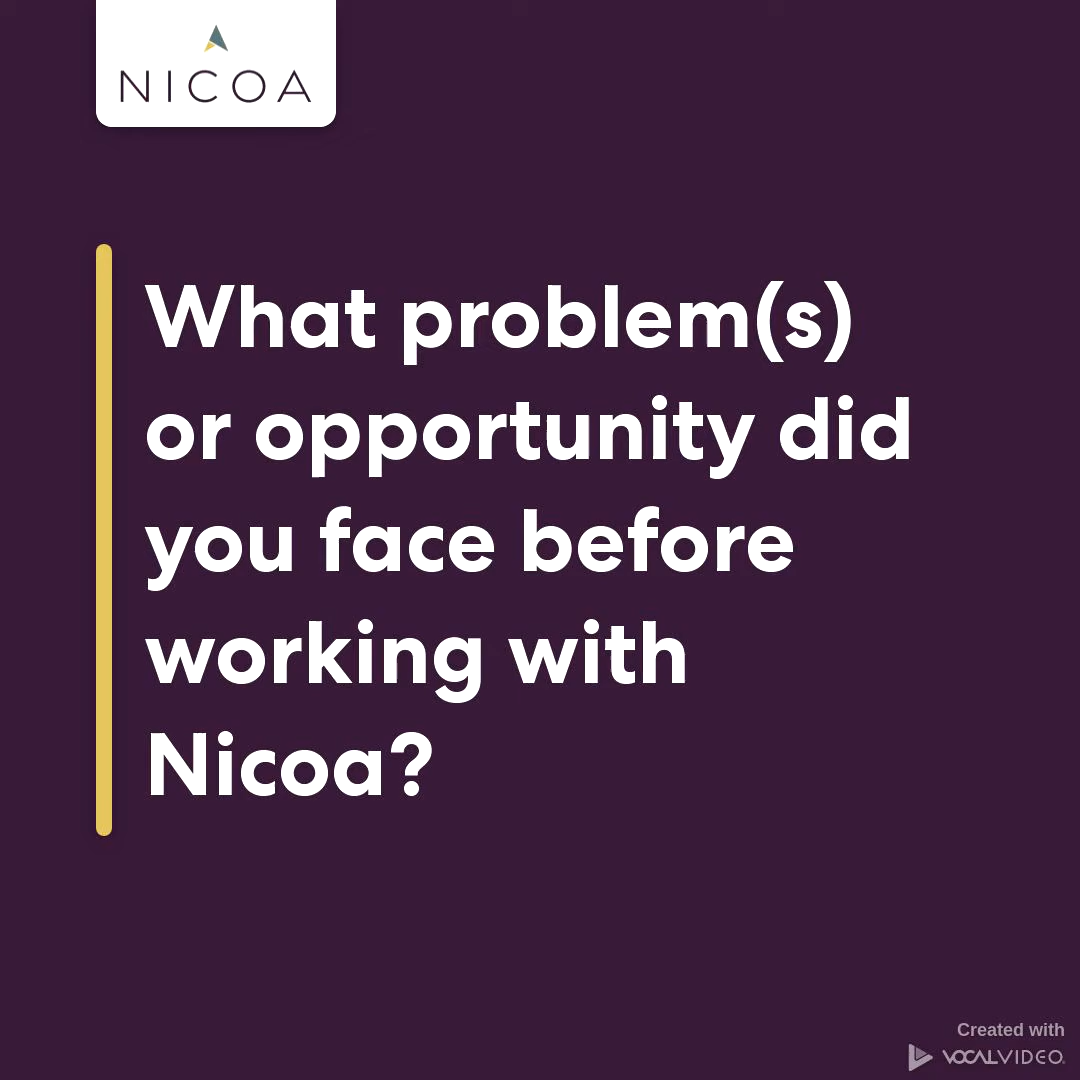 NICOA
What problem(s)
or opportunity did
you face before
working with
Nicoa?
Created with
VOCALVIDEO